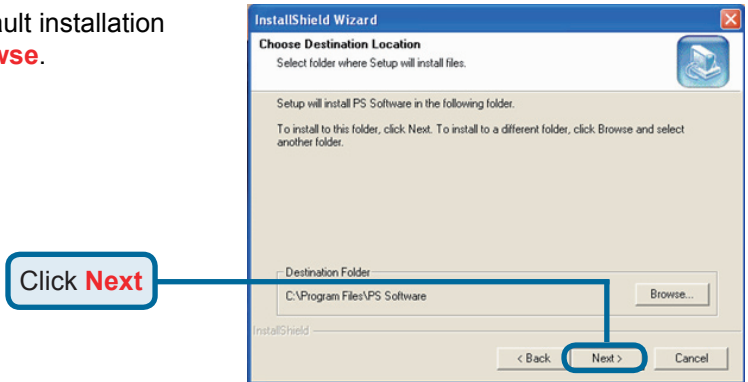 ault installation
wse.
InstallShield Wizard
Choose Destination Location
Select folder where Setup will install files.
Setup will install PS Software in the following folder.
To install to this folder, click Next. To install to a different folder, click Browse and select
another folder.
Destination Folder
C:\Program Files\PS Software
Browse...
Click Next
InstallShield
< Back
Next >
Cancel